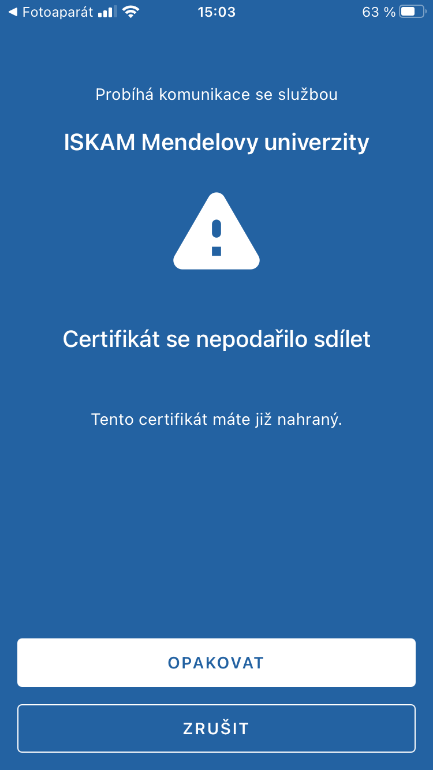 ◀ Fotoaparát 15:03 63 %
Probíhá komunikace se službou
ISKAM Mendelovy univerzity
Certifikát se nepodařilo sdílet
Tento certifikát máte již nahraný.
OPAKOVAT
ZRUŠIT